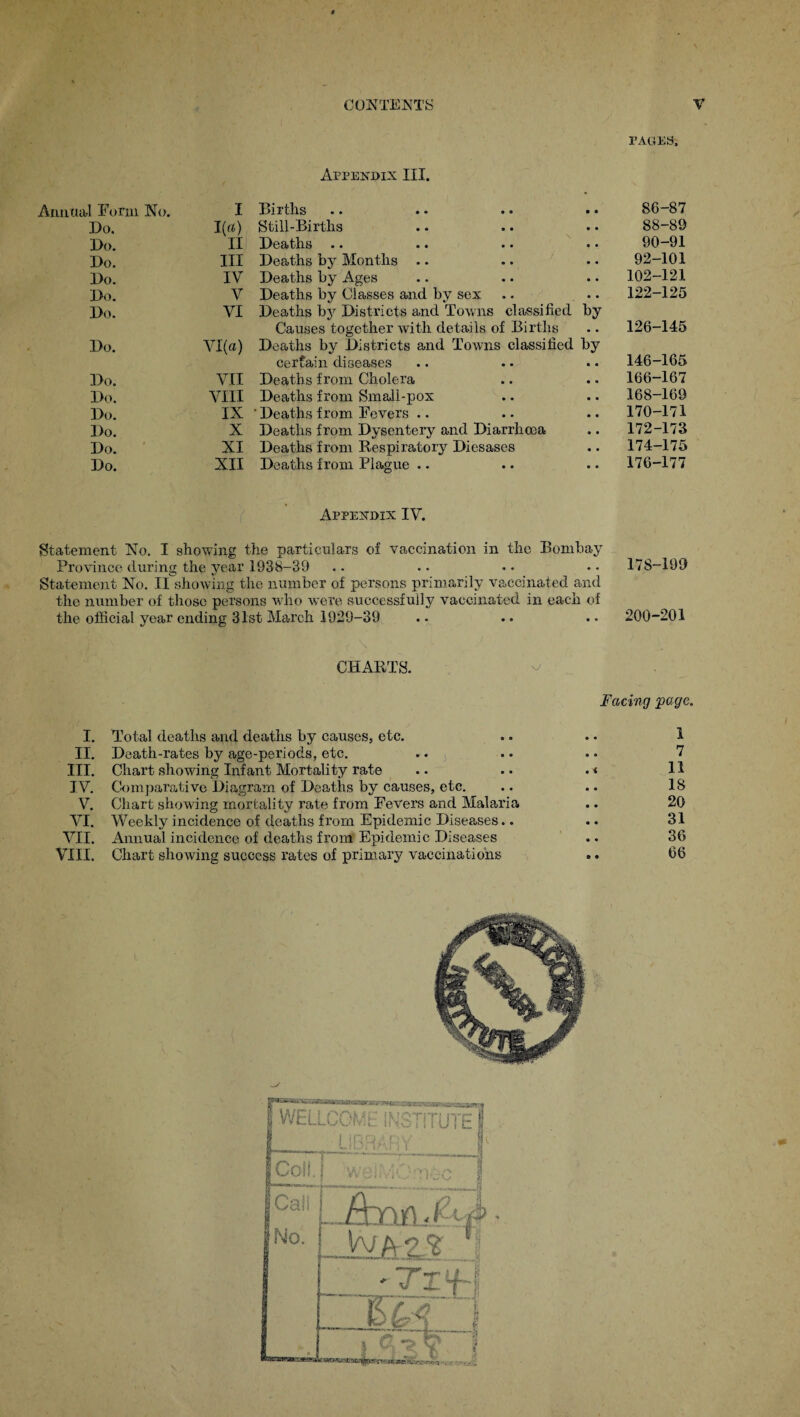 CONTENTS V
PAGES.
APPENDIX III.
Annual Form No. I Births .. .. .. .. 86-87
Do. I(a) Still-Births .. .. .. 88-89
Do. II Deaths .. .. .. .. 90-91
Do. III Deaths by Months .. .. .. 92-101
Do. IV Deaths by Ages .. .. .. 102-121
Do. V Deaths by Classes and by sex .. .. 122-125
Do. VI Deaths by Districts and Towns classified by
Causes together with details of Births .. 126-145
Do. VI(a) Deaths by Districts and Towns classified by
certain diseases .. .. .. 146-165
Do. VII Deaths from Cholera .. .. 166-167
Do. VIII Deaths from Small-pox .. .. 168-169
Do. IX Deaths from Fevers .. .. .. 170-171
Do. X Deaths from Dysentery and Diarrhœa .. 172-173
Do. XI Deaths from Respiratory Diesases .. 174-175
Do. XII Deaths from Plague .. .. .. 176-177
APPENDIX IV.
Statement No. I showing the particulars of vaccination in the Bombay
Province during the year 1938-39 .. .. .. .. 178-199
Statement No. II showing the number of persons primarily vaccinated and
the number of those persons who were successfully vaccinated in each of
the official year ending 31st March 1929-39 .. .. .. 200-201
CHARTS.
Facing page.
I. Total deaths and deaths by causes, etc. .. .. 1
II. Death-rates by age-periods, etc. .. .. .. 7
III. Chart showing Infant Mortality rate .. .. .. 11
IV. Comparative Diagram of Deaths by causes, etc. .. .. 18
V. Chart showing mortality rate from Fevers and Malaria .. 20
VI. Weekly incidence of deaths from Epidemic Diseases.. .. 31
VII. Annual incidence of deaths from Epidemic Diseases .. 36
VIII. Chart showing success rates of primary vaccinations .. 66
LIBRARY
WELLCOME INSTITUTE
LIBRARY
Coll. welMOmec
Call Ann. Rep.
No. WA28
.JI4
B69